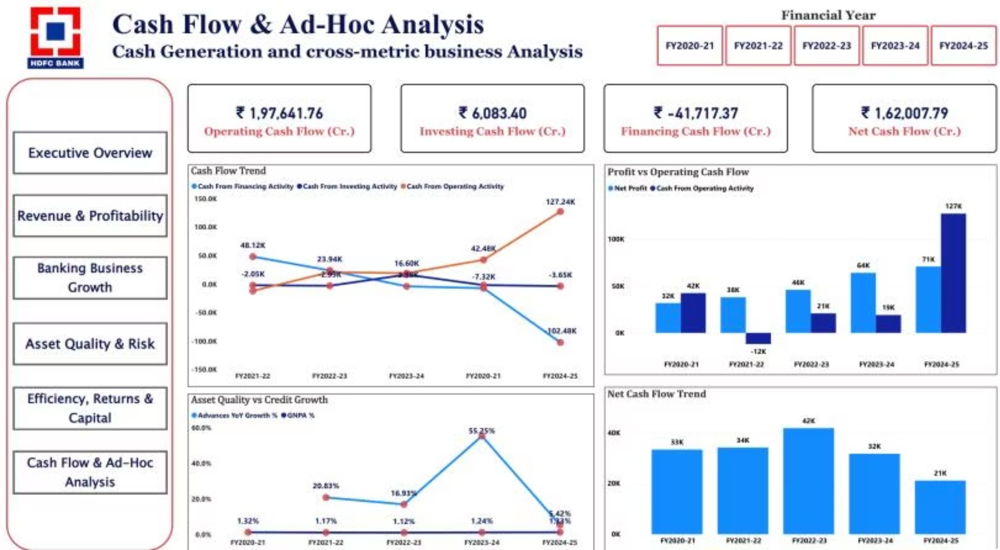 HDFC BANK
Cash Flow & Ad-Hoc Analysis
Cash Generation and cross-metric business Analysis
Financial Year
FY2020-21
FY2021-22
FY2022-23
FY2023-24
FY2024-25
Executive Overview
Revenue & Profitability
Banking Business
Growth
Asset Quality & Risk
Efficiency, Returns &
Capital
Cash Flow & Ad-Hoc
Analysis
₹ 1,97,641.76
Operating Cash Flow (Cr.)
₹ 6,083.40
Investing Cash Flow (Cr.)
₹ -41,717.37
Financing Cash Flow (Cr.)
₹ 1,62,007.79
Net Cash Flow (Cr.)
Cash Flow Trend
Cash From Financing Activity Cash From Investing Activity Cash From Operating Activity
150.0K
100.0K
50.0K
0.0K
-50.0K
-100.0K
-150.0K
48.12K
-2.05K
23.94K
-2.99K
16.60K
42.48K
-7.32K
127.24K
-3.65K
-102.48K
FY2021-22
FY2022-23
FY2023-24
FY2020-21
FY2024-25
Profit vs Operating Cash Flow
Net Profit Cash From Operating Activity
100K
50K
0K
32K
42K
38K
-12K
46K
21K
64K
19K
71K
127K
FY2020-21
FY2021-22
FY2022-23
FY2023-24
FY2024-25
Asset Quality vs Credit Growth
Advances YoY Growth % GNPA %
60.0%
40.0%
20.0%
0.0%
1.32%
20.83%
1.17%
16.93%
1.12%
55.25%
1.24%
5.42%
1.33%
FY2020-21
FY2021-22
FY2022-23
FY2023-24
FY2024-25
Net Cash Flow Trend
40K
20K
0K
33K
34K
42K
32K
21K
FY2020-21
FY2021-22
FY2022-23
FY2023-24
FY2024-25